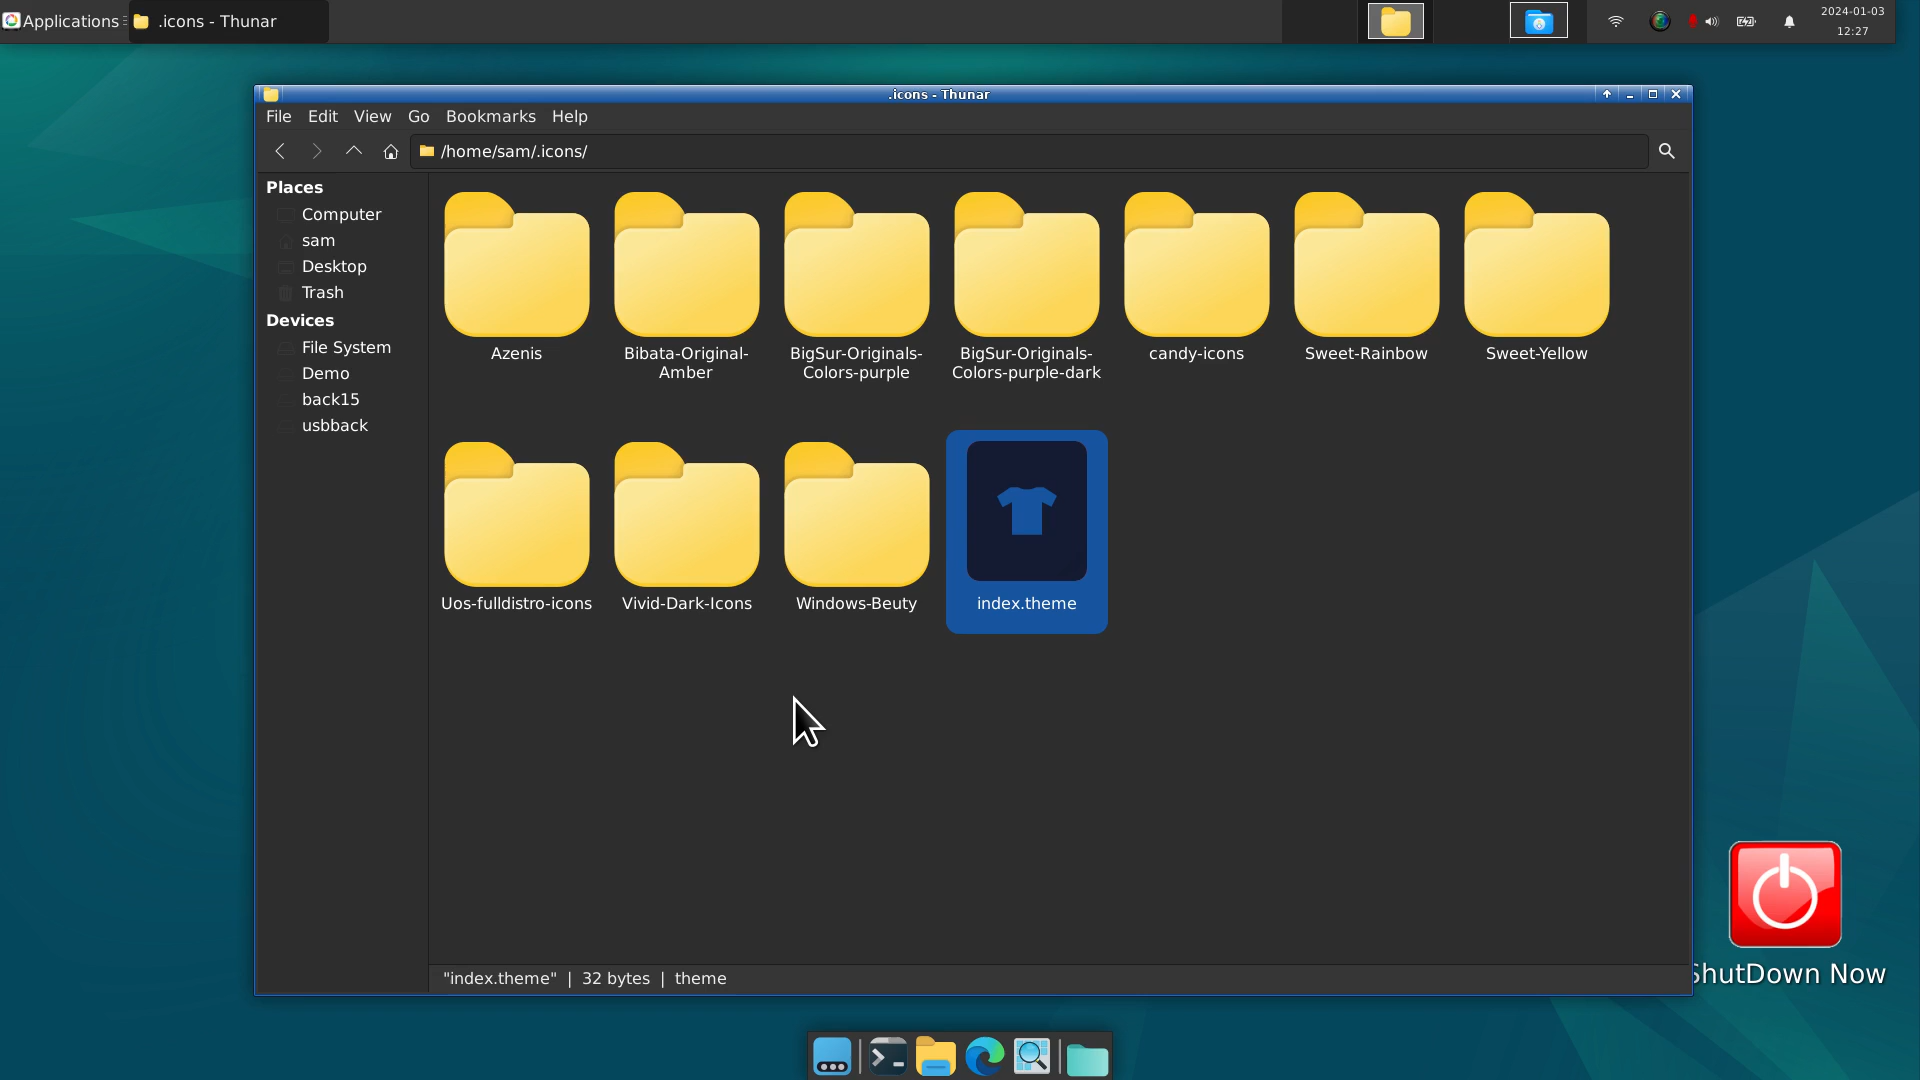 Applications
.icons - Thunar
2024-01-03
12:27
.icons - Thunar
File Edit View Go Bookmarks Help
/home/sam/.icons/
Places
Computer
sam
Desktop
Trash
Devices
File System
Demo
back15
usbback
Azenis
Bibata-Original-
Amber
BigSur-Originals-
Colors-purple
BigSur-Originals-
Colors-purple-dark
candy-icons
Sweet-Rainbow
Sweet-Yellow
Uos-fulldistro-icons
Vivid-Dark-Icons
Windows-Beuty
index.theme
"index.theme" | 32 bytes | theme
ShutDown Now